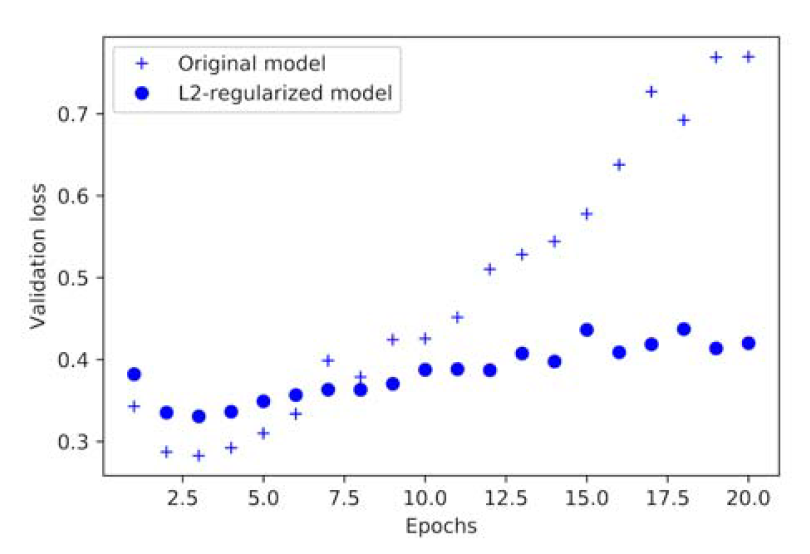 Original model
L2-regularized model
0.7
0.6
0.5
0.4
0.3
Validation loss
2.5 5.0 7.5 10.0 12.5 15.0 17.5 20.0
Epochs